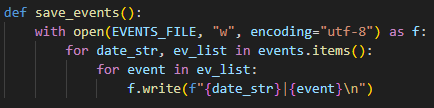 def save_events():
    with open(EVENTS_FILE, "w", encoding="utf-8") as f:
        for date_str, ev_list in events.items():
            for event in ev_list:
                f.write(f"{date_str}|{event}\n")